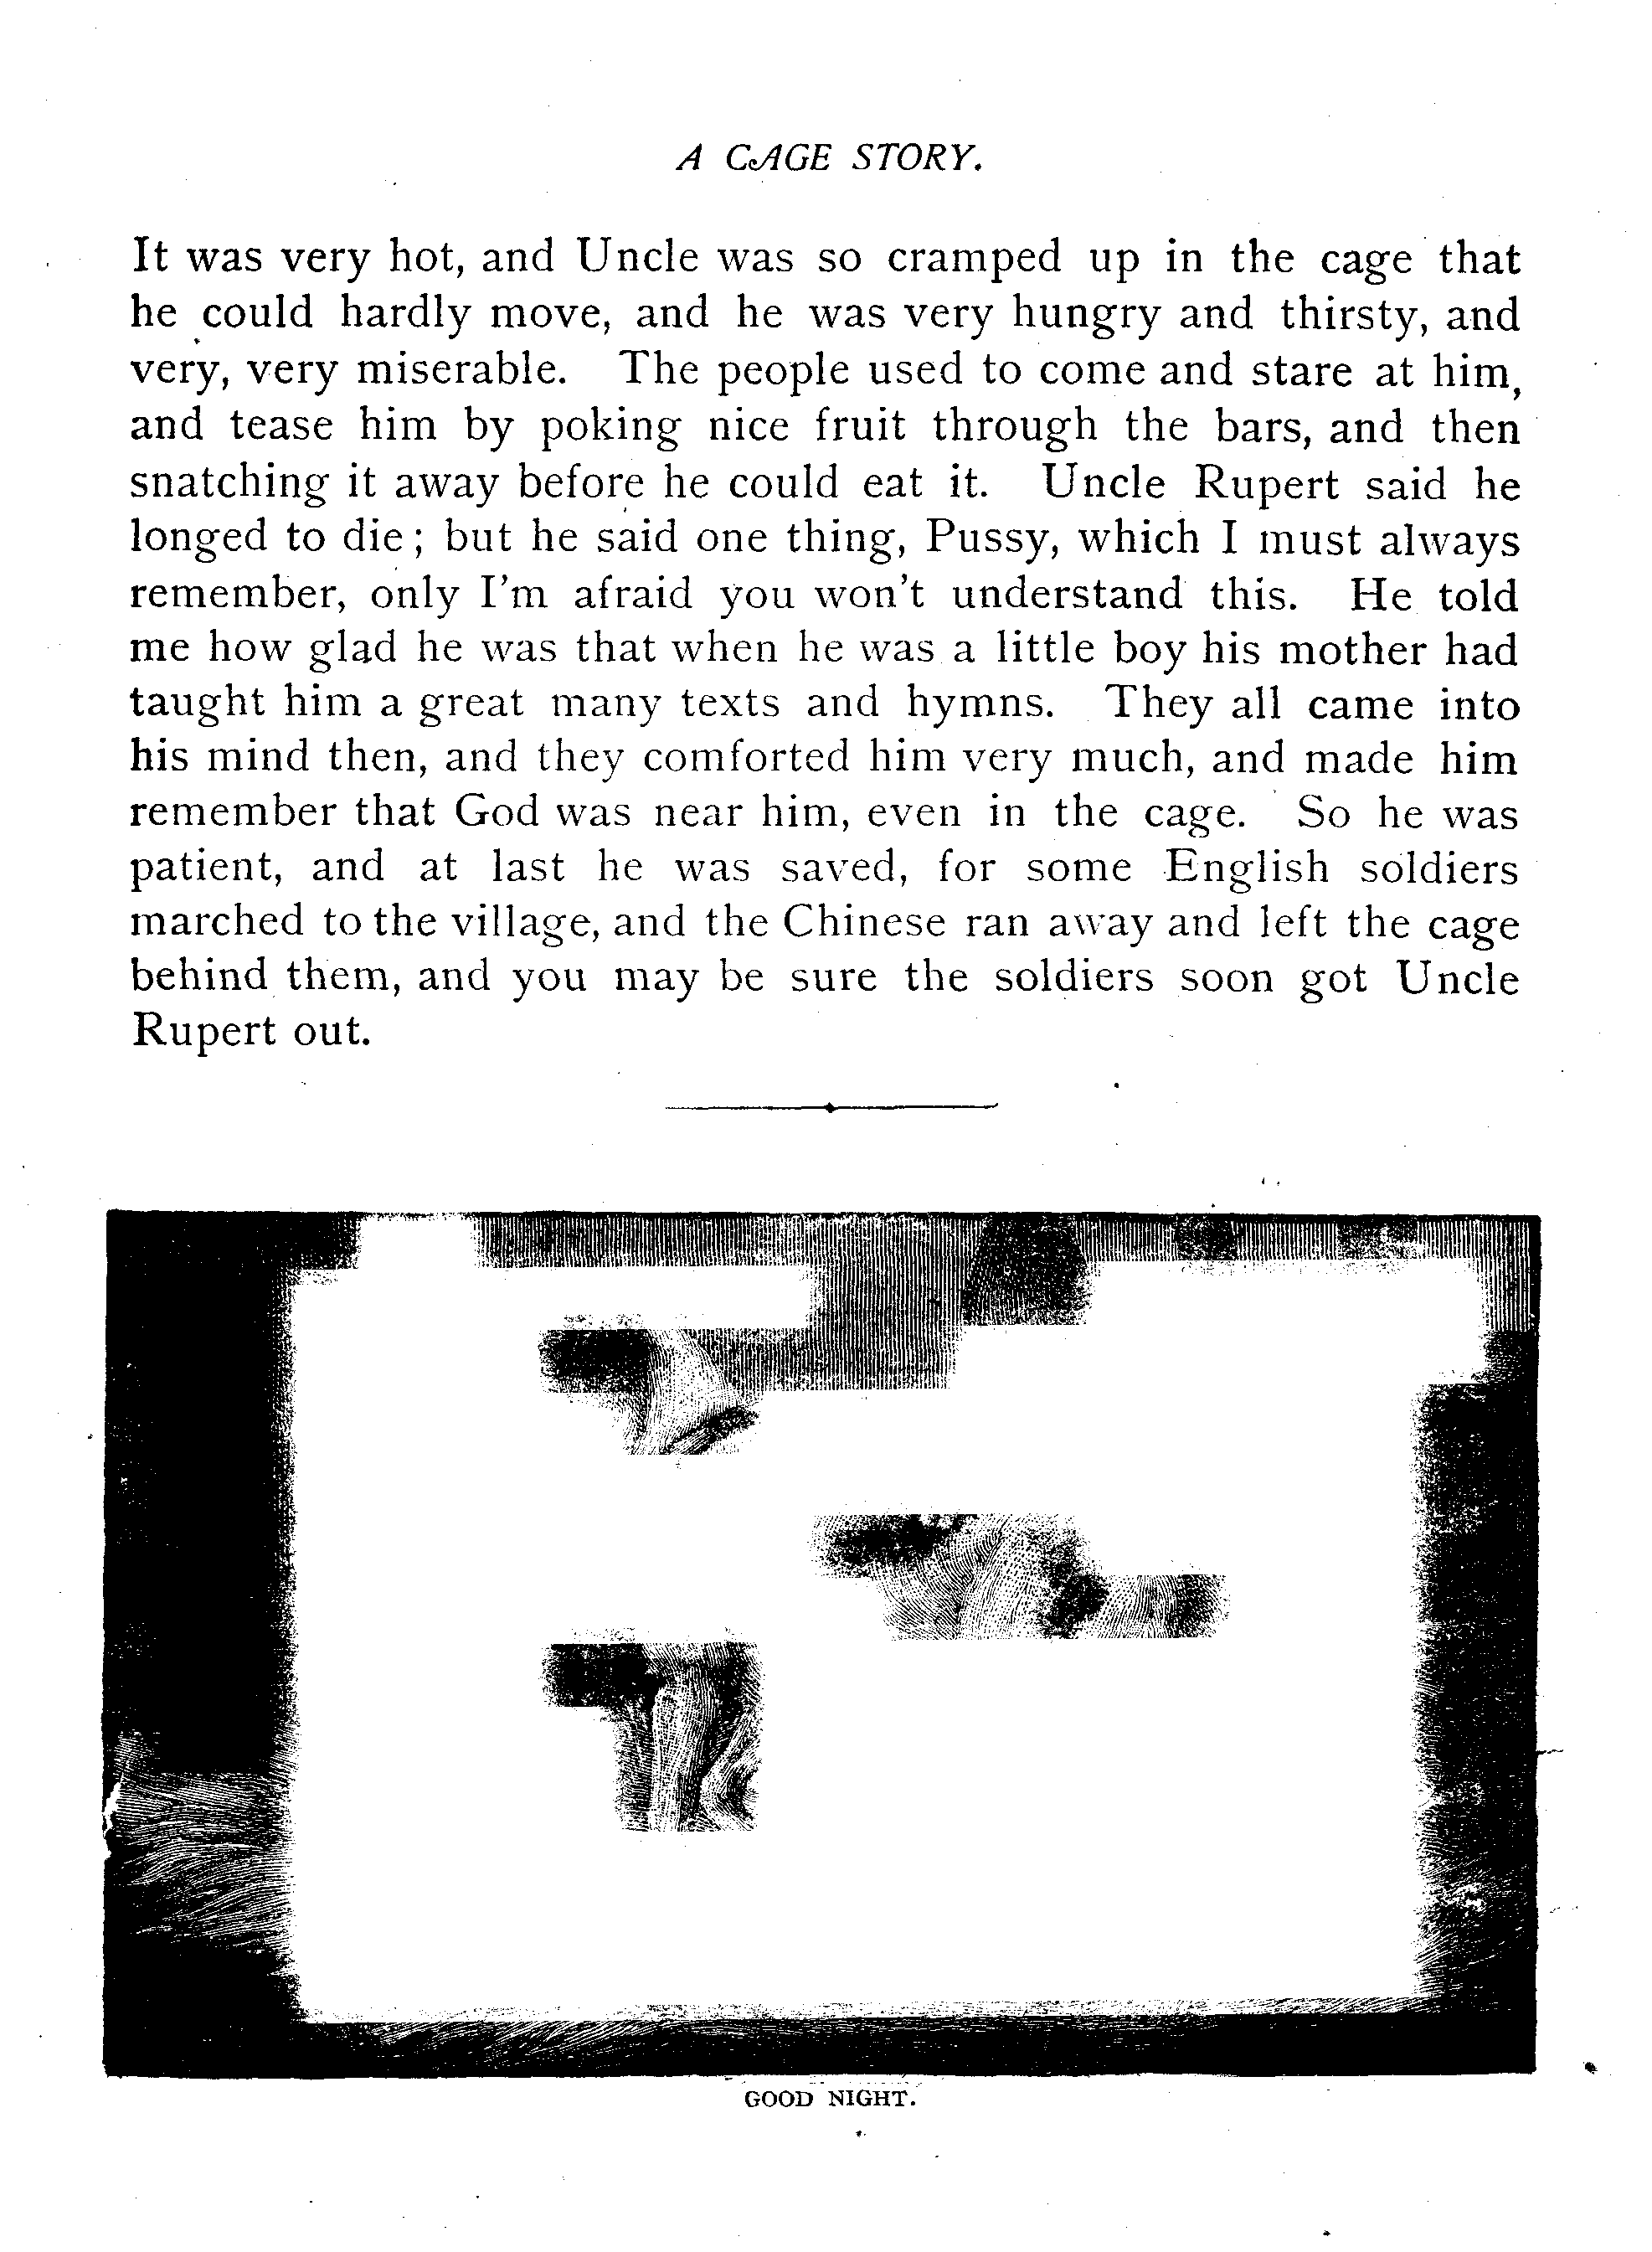 A CAGE STORY.
It was very hot, and Uncle was so cramped up in the cage that
he could hardly move, and he was very hungry and thirsty, and
very, very miserable. The people used to come and stare at him,
and tease him by poking nice fruit through the bars, and then
snatching it away before he could eat it. Uncle Rupert said he
longed to die; but he said one thing, Pussy, which I must always
remember, only I'm afraid you won't understand this. He told
me how glad he was that when he was a little boy his mother had
taught him a great many texts and hymns. They all came into
his mind then, and they comforted him very much, and made him
remember that God was near him, even in the cage. So he was
patient, and at last he was saved, for some English soldiers
marched to the village, and the Chinese ran away and left the cage
behind them, and you may be sure the soldiers soon got Uncle
Rupert out.
GOOD NIGHT.